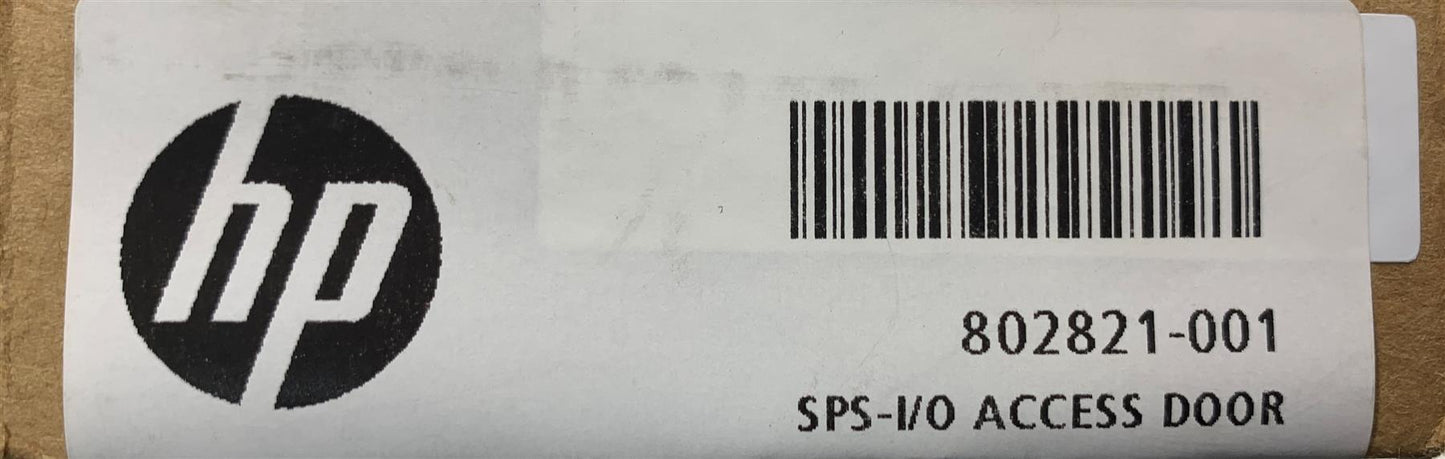 hp
802821-001
SPS-I/O ACCESS DOOR